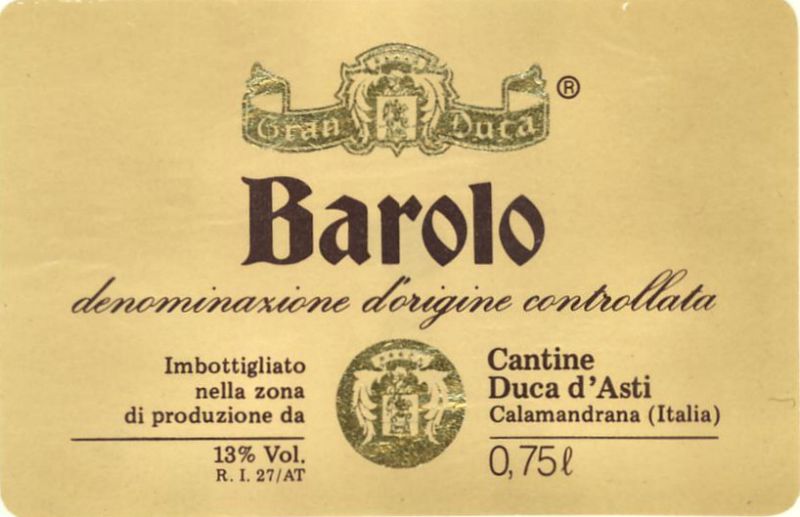 Gran Duca ®
Barolo
denominazione d'origine controllata
Imbottigliato
nella zona
di produzione da
13% Vol.
R. I. 27/AT
Cantine
Duca d'Asti
Calamandrana (Italia)
0,75ℓ